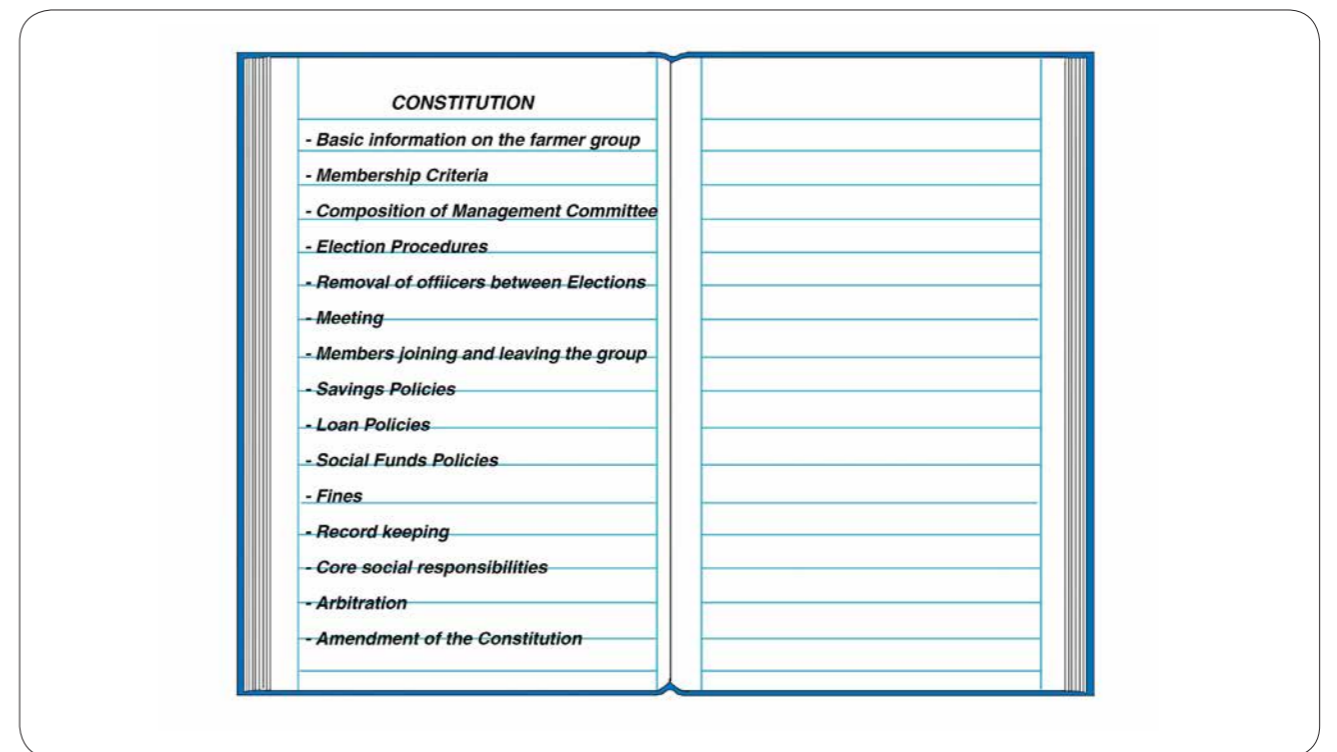 CONSTITUTION
- Basic information on the farmer group
- Membership Criteria
- Composition of Management Committee
- Election Procedures
- Removal of offiicers between Elections
- Meeting
- Members joining and leaving the group
- Savings Policies
- Loan Policies
- Social Funds Policies
- Fines
- Record keeping
- Core social responsibilities
- Arbitration
- Amendment of the Constitution